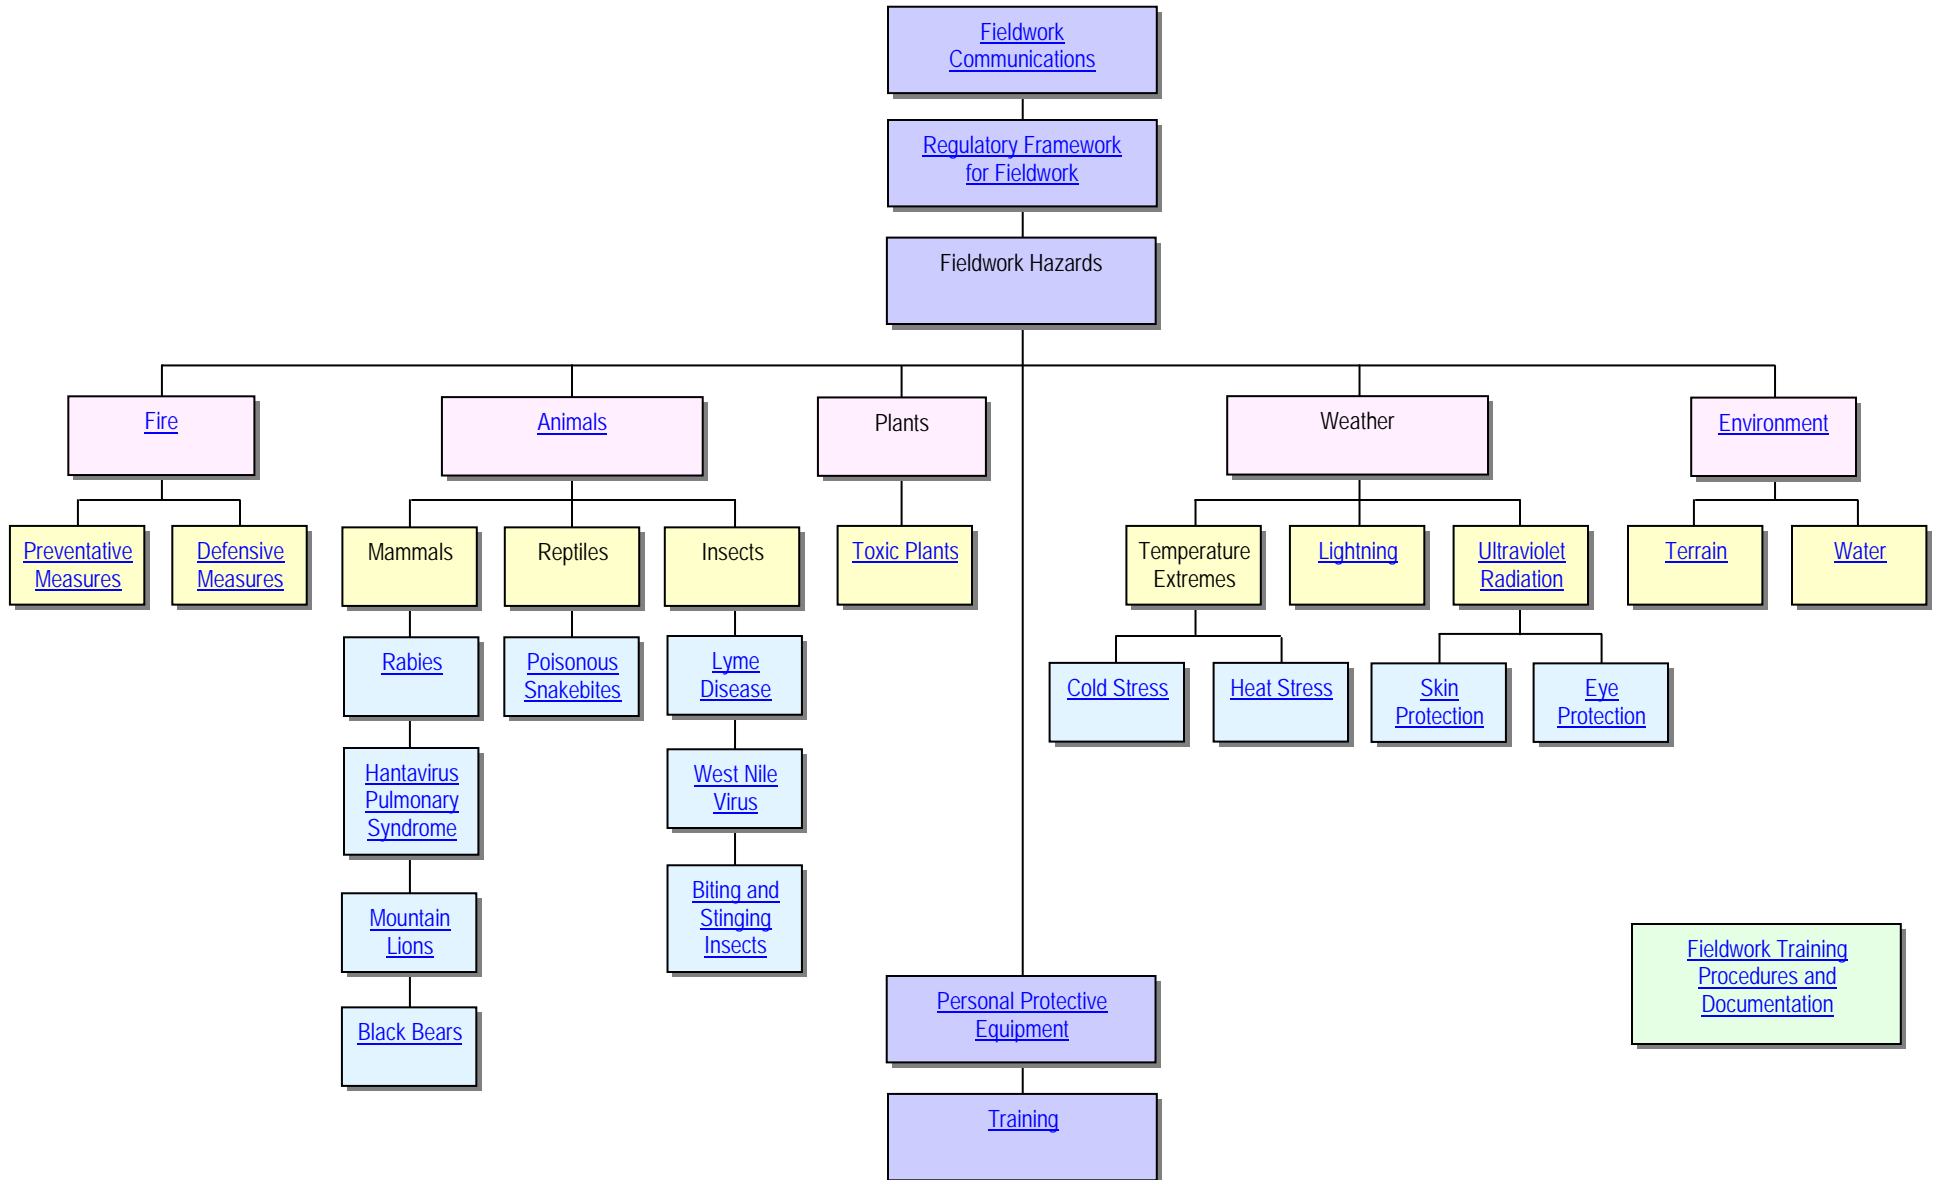 Fieldwork
Communications
Regulatory Framework
for Fieldwork
Fieldwork Hazards
Fire
Animals
Plants
Weather
Environment
Preventative
Measures
Defensive
Measures
Mammals
Reptiles
Insects
Toxic Plants
Temperature
Extremes
Lightning
Ultraviolet
Radiation
Terrain
Water
Rabies
Poisonous
Snakebites
Lyme
Disease
Cold Stress
Heat Stress
Skin
Protection
Eye
Protection
Hantavirus
Pulmonary
Syndrome
West Nile
Virus
Mountain
Lions
Biting and
Stinging
Insects
Black Bears
Personal Protective
Equipment
Fieldwork Training
Procedures and
Documentation
Training